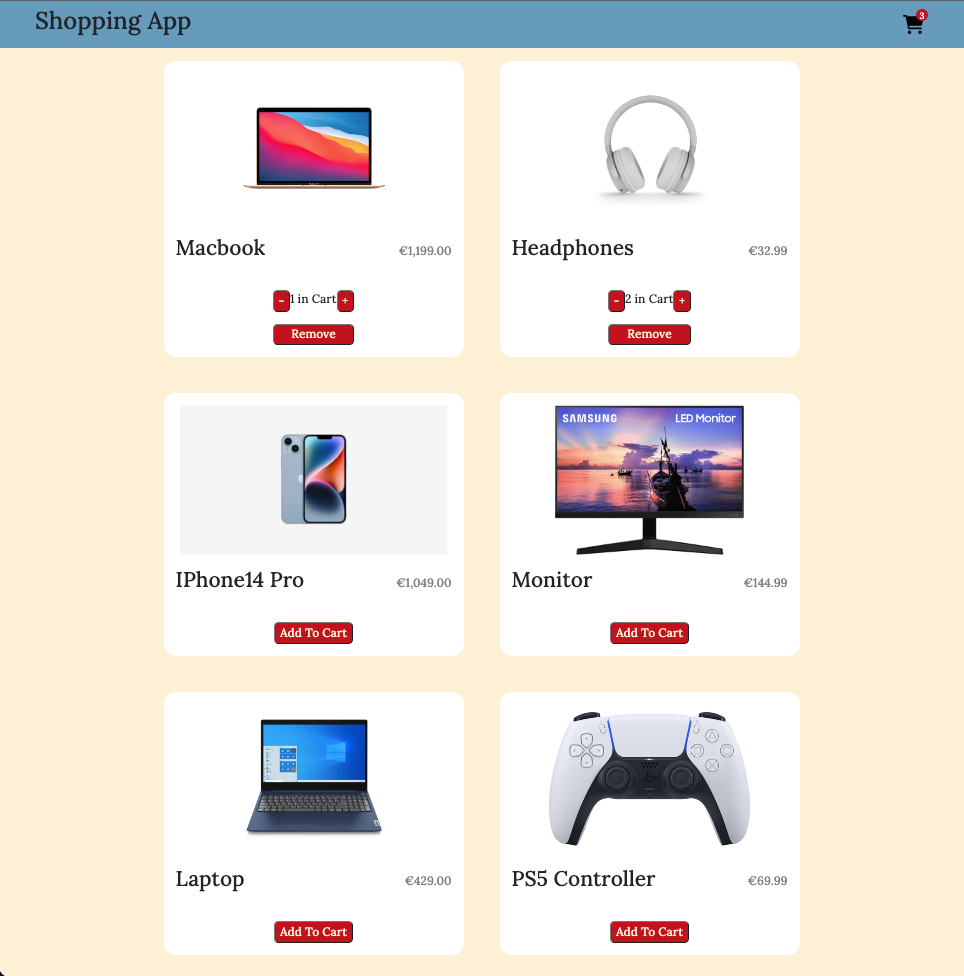 Shopping App
3
Macbook €1,199.00
- 1 in Cart +
Remove
Headphones €32.99
- 2 in Cart +
Remove
IPhone14 Pro €1,049.00
Add To Cart
SAMSUNG LED Monitor
Monitor €144.99
Add To Cart
Laptop €429.00
Add To Cart
PS5 Controller €69.99
Add To Cart